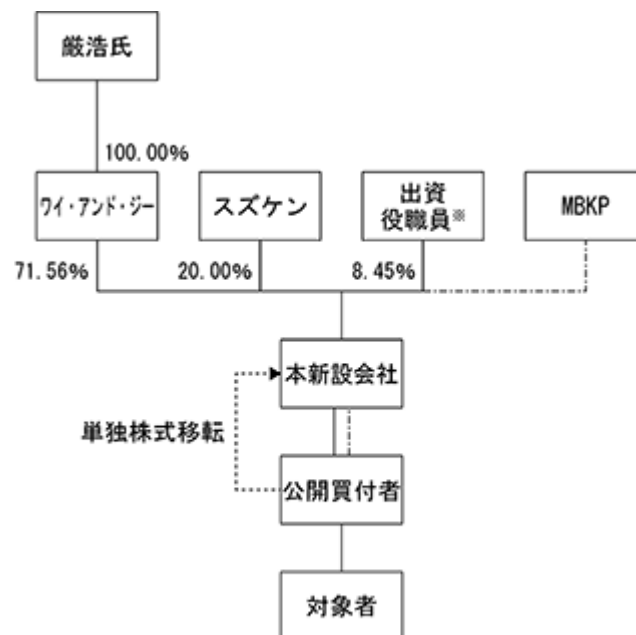 厳浩氏
100.00%
ワイ・アンド・ジー
スズケン
出資
役職員※
MBKP
71.56%
20.00%
8.45%
本新設会社
単独株式移転
公開買付者
対象者